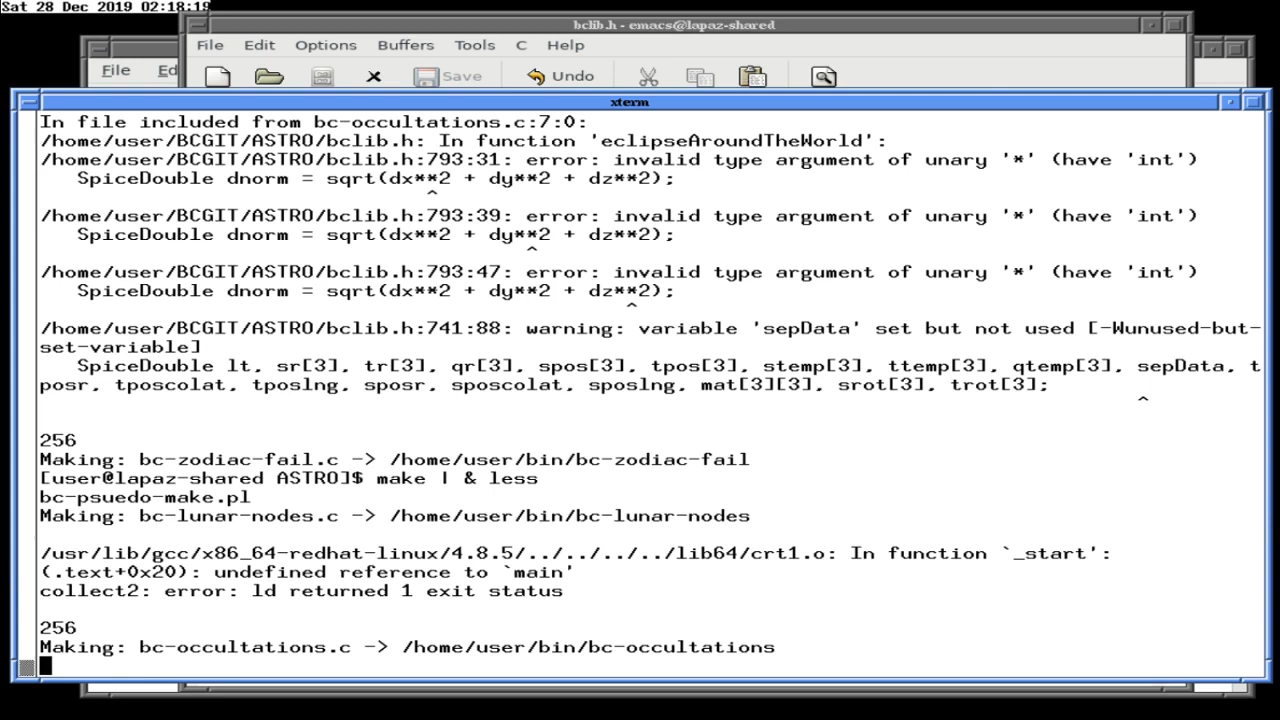 Sat 28 Dec 2019 02:18:19
bclib.h - emacs@lapaz-shared
File Edit Options Buffers Tools C Help
File Ed
Save Undo
xterm
In file included from bc-occultations.c:7:0:
/home/user/BCGIT/ASTRO/bclib.h: In function 'eclipseAroundTheWorld':
/home/user/BCGIT/ASTRO/bclib.h:793:31: error: invalid type argument of unary '*' (have 'int')
   SpiceDouble dnorm = sqrt(dx**2 + dy**2 + dz**2);
                               ^
/home/user/BCGIT/ASTRO/bclib.h:793:39: error: invalid type argument of unary '*' (have 'int')
   SpiceDouble dnorm = sqrt(dx**2 + dy**2 + dz**2);
                                       ^
/home/user/BCGIT/ASTRO/bclib.h:793:47: error: invalid type argument of unary '*' (have 'int')
   SpiceDouble dnorm = sqrt(dx**2 + dy**2 + dz**2);
                                               ^
/home/user/BCGIT/ASTRO/bclib.h:741:88: warning: variable 'sepData' set but not used [-Wunused-but-
set-variable]
   SpiceDouble lt, sr[3], tr[3], qr[3], spos[3], tpos[3], stemp[3], ttemp[3], qtemp[3], sepData, t
posr, tposcolat, tposlng, sposr, sposcolat, sposlng, mat[3][3], srot[3], trot[3];
                                                                                        ^
256
Making: bc-zodiac-fail.c -> /home/user/bin/bc-zodiac-fail
[user@lapaz-shared ASTRO]$ make | & less
bc-psuedo-make.pl
Making: bc-lunar-nodes.c -> /home/user/bin/bc-lunar-nodes
/usr/lib/gcc/x86_64-redhat-linux/4.8.5/../../../../lib64/crt1.o: In function `_start':
(.text+0x20): undefined reference to `main'
collect2: error: ld returned 1 exit status
256
Making: bc-occultations.c -> /home/user/bin/bc-occultations